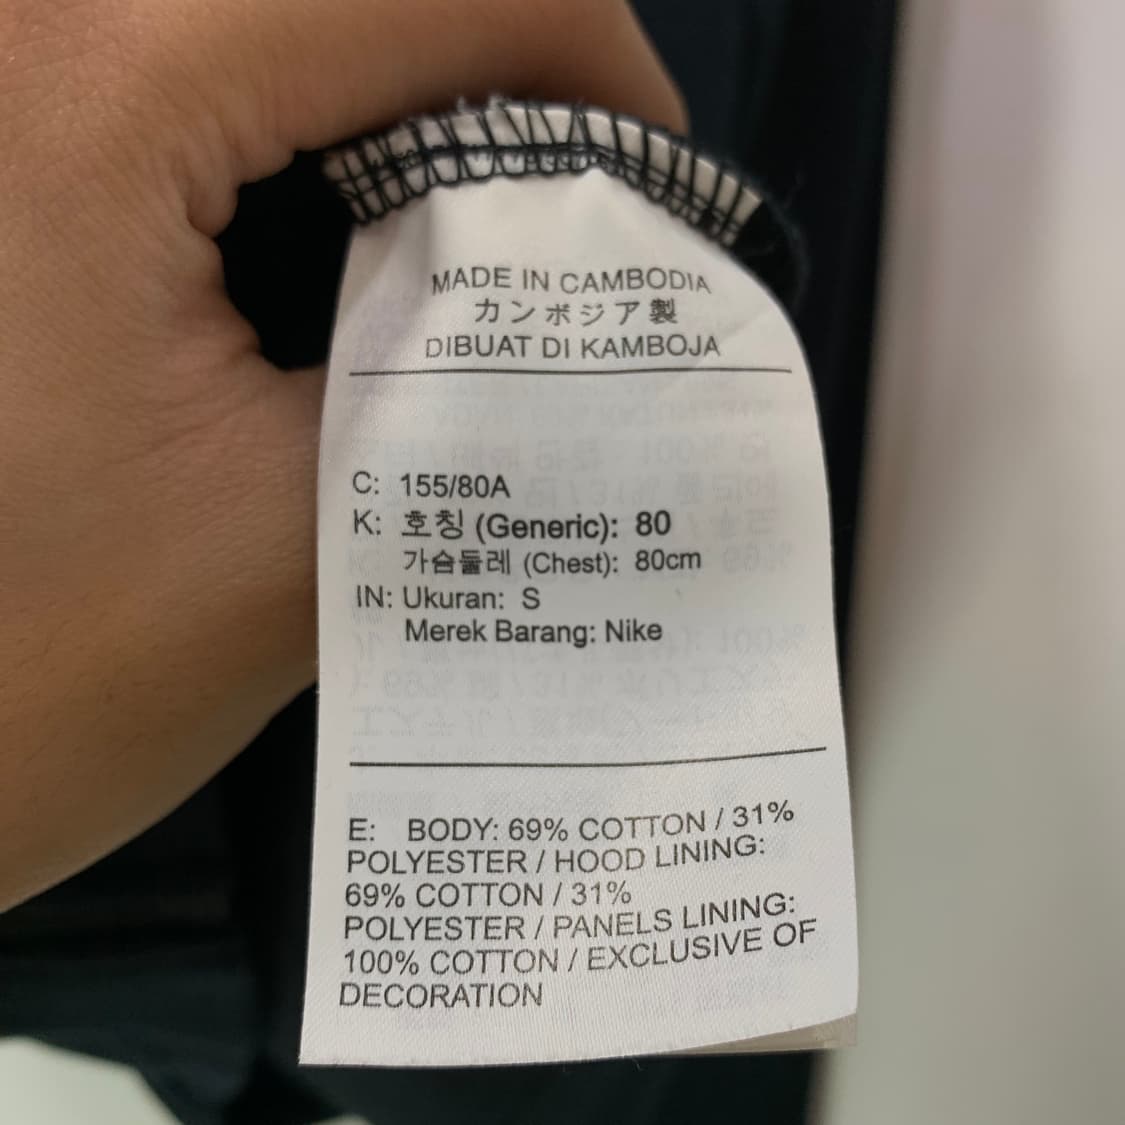 MADE IN CAMBODIA
カンボジア製
DIBUAT DI KAMBOJA
C: 155/80A
K: 호칭 (Generic): 80
가슴둘레 (Chest): 80cm
IN: Ukuran: S
Merek Barang: Nike
E: BODY: 69% COTTON / 31%
POLYESTER / HOOD LINING:
69% COTTON / 31%
POLYESTER / PANELS LINING:
100% COTTON / EXCLUSIVE OF
DECORATION